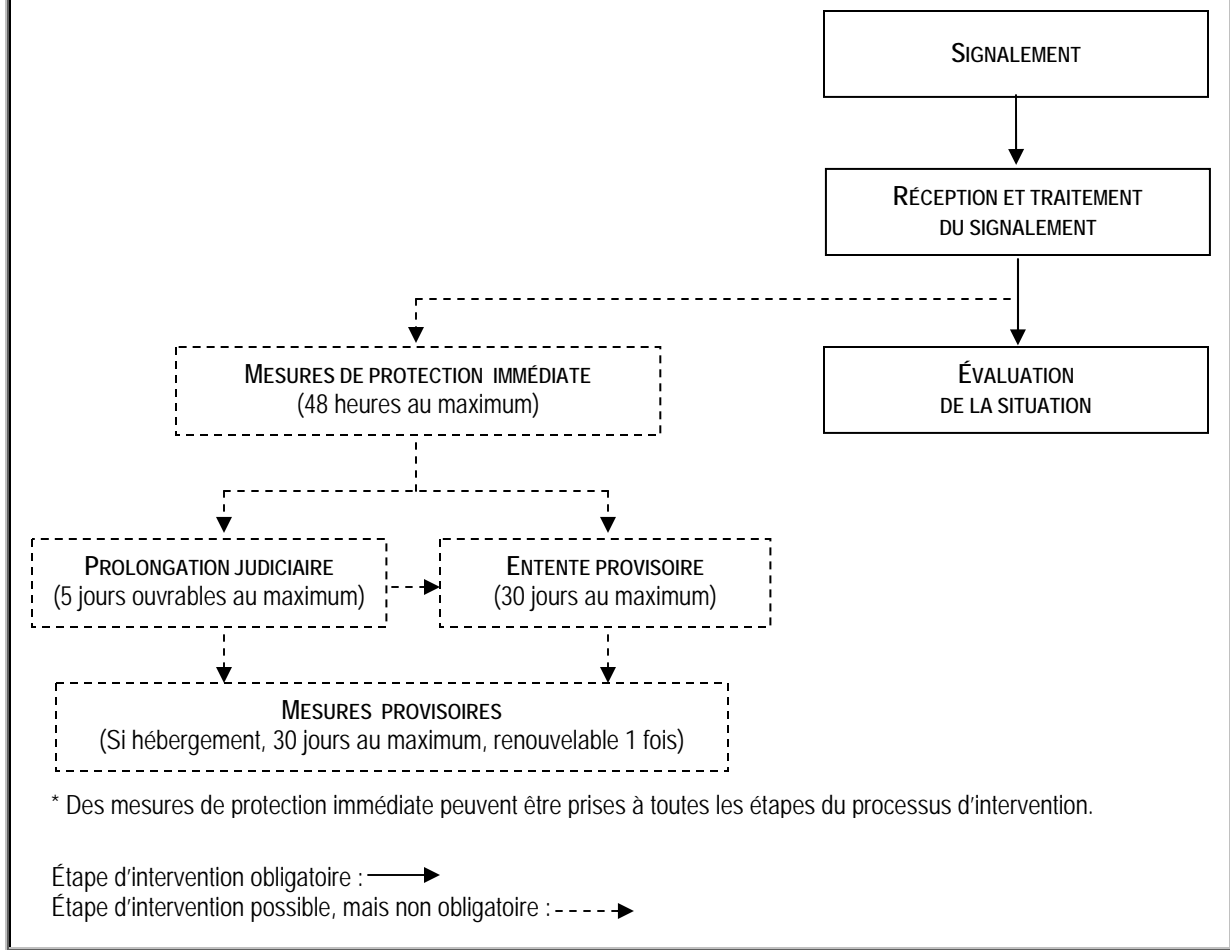 SIGNALEMENT
RÉCEPTION ET TRAITEMENT
DU SIGNALEMENT
MESURES DE PROTECTION IMMÉDIATE
(48 heures au maximum)
ÉVALUATION
DE LA SITUATION
PROLONGATION JUDICIAIRE
(5 jours ouvrables au maximum)
ENTENTE PROVISOIRE
(30 jours au maximum)
MESURES PROVISOIRES
(Si hébergement, 30 jours au maximum, renouvelable 1 fois)
* Des mesures de protection immédiate peuvent être prises à toutes les étapes du processus d'intervention.
Étape d'intervention obligatoire :
Étape d'intervention possible, mais non obligatoire :